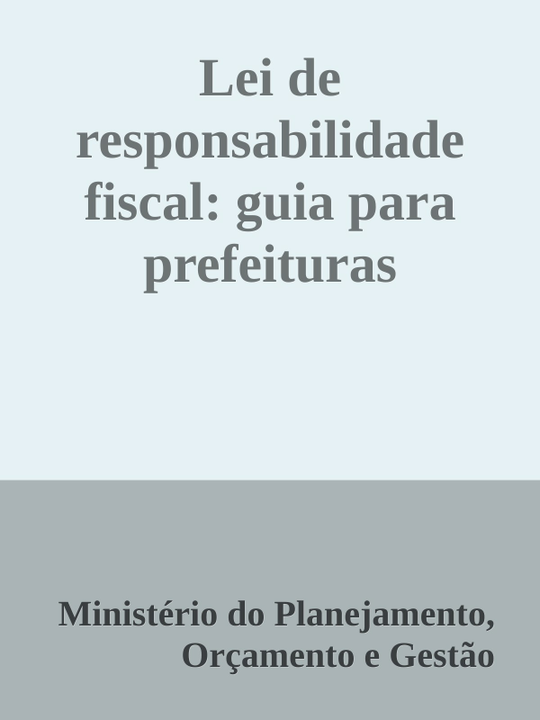 Lei de
responsabilidade
fiscal: guia para
prefeituras
Ministério do Planejamento,
Orçamento e Gestão